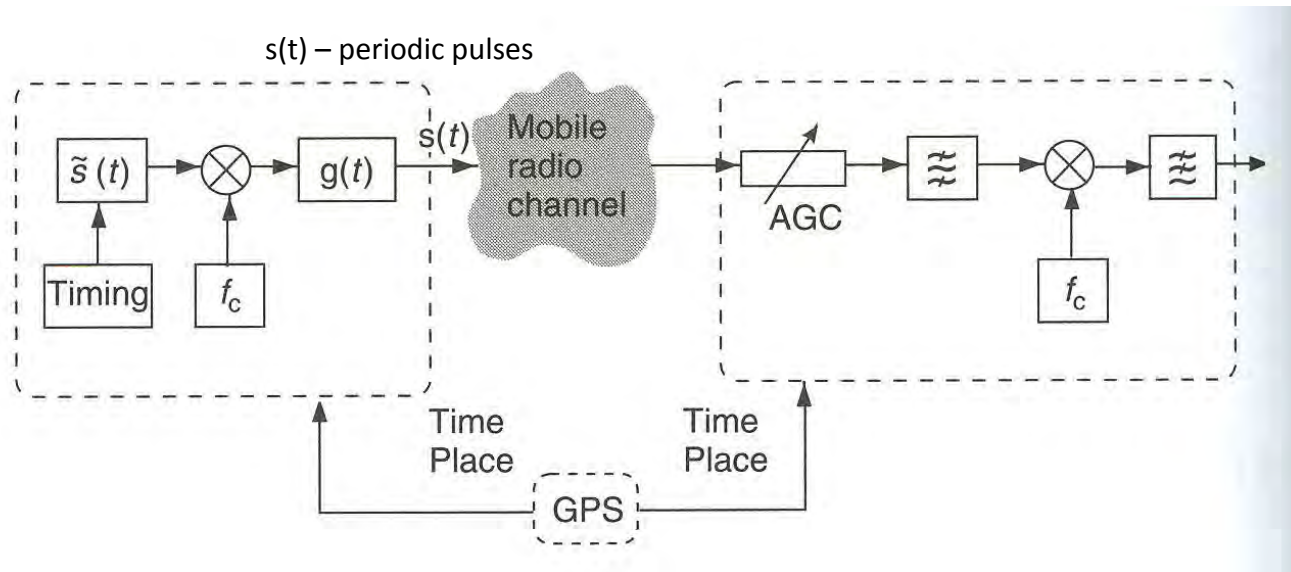 s(t) – periodic pulses
s̃ (t)
g(t)
s(t)
Mobile
radio
channel
AGC
Timing
f_c
f_c
Time
Place
Time
Place
GPS